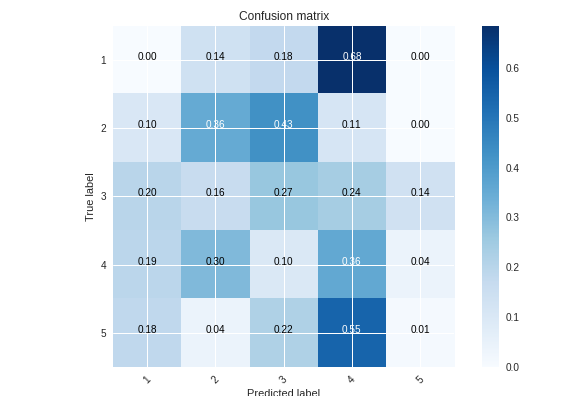 Confusion matrix
True label
1 0.00 0.14 0.18 0.68 0.00
2 0.10 0.36 0.43 0.11 0.00
3 0.20 0.16 0.27 0.24 0.14
4 0.19 0.30 0.10 0.36 0.04
5 0.18 0.04 0.22 0.55 0.01
1 2 3 4 5
Predicted label
0.6
0.5
0.4
0.3
0.2
0.1
0.0